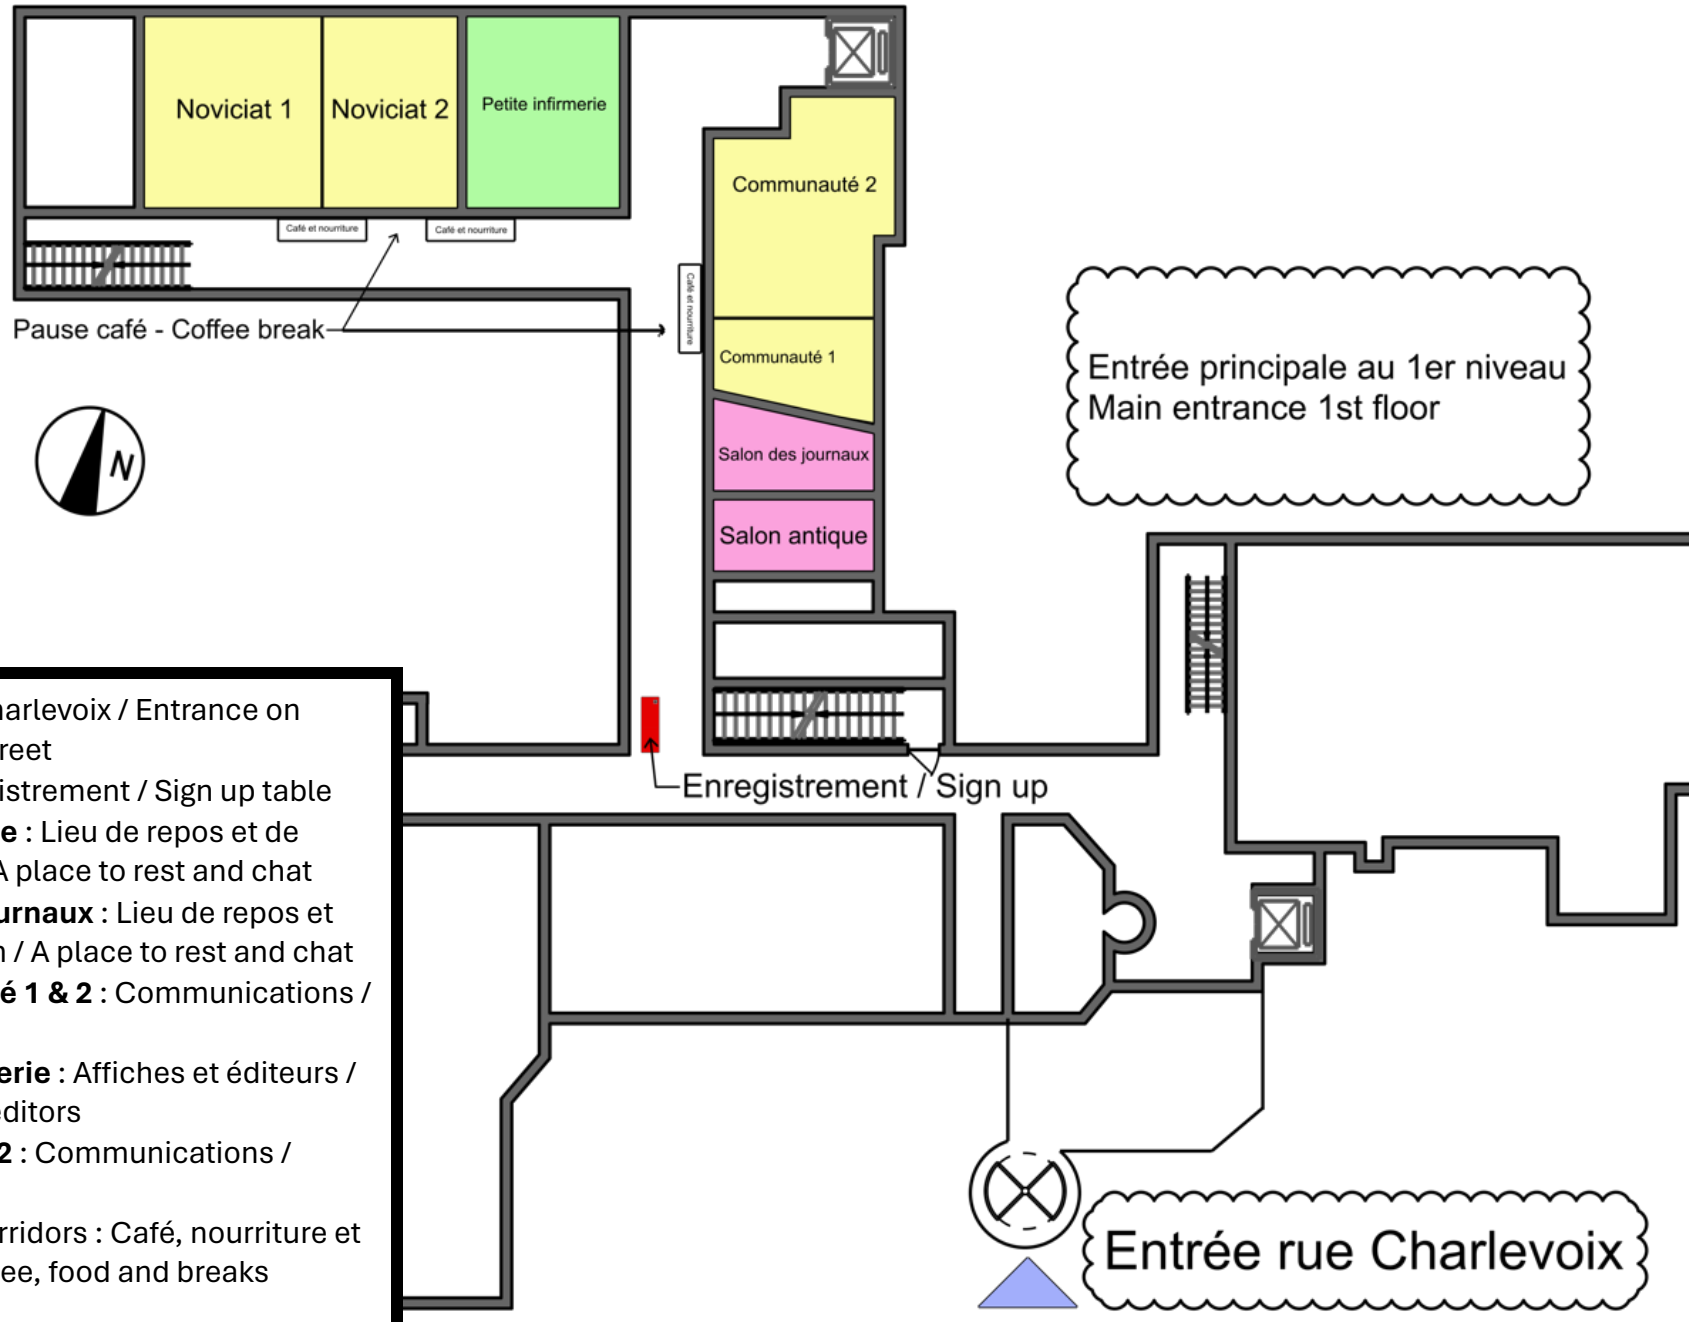 Noviciat 1
Noviciat 2
Petite infirmerie
Communauté 2
Café et nourriture
Café et nourriture
Café et nourriture
Pause café - Coffee break
Communauté 1
Entrée principale au 1er niveau
Main entrance 1st floor
N
Salon des journaux
Salon antique
Enregistrement / Sign up
harlevoix / Entrance on
reet
istrement / Sign up table
e : Lieu de repos et de
A place to rest and chat
urnaux : Lieu de repos et
n / A place to rest and chat
é 1 & 2 : Communications /
erie : Affiches et éditeurs /
editors
2 : Communications /
rridors : Café, nourriture et
ee, food and breaks
Entrée rue Charlevoix